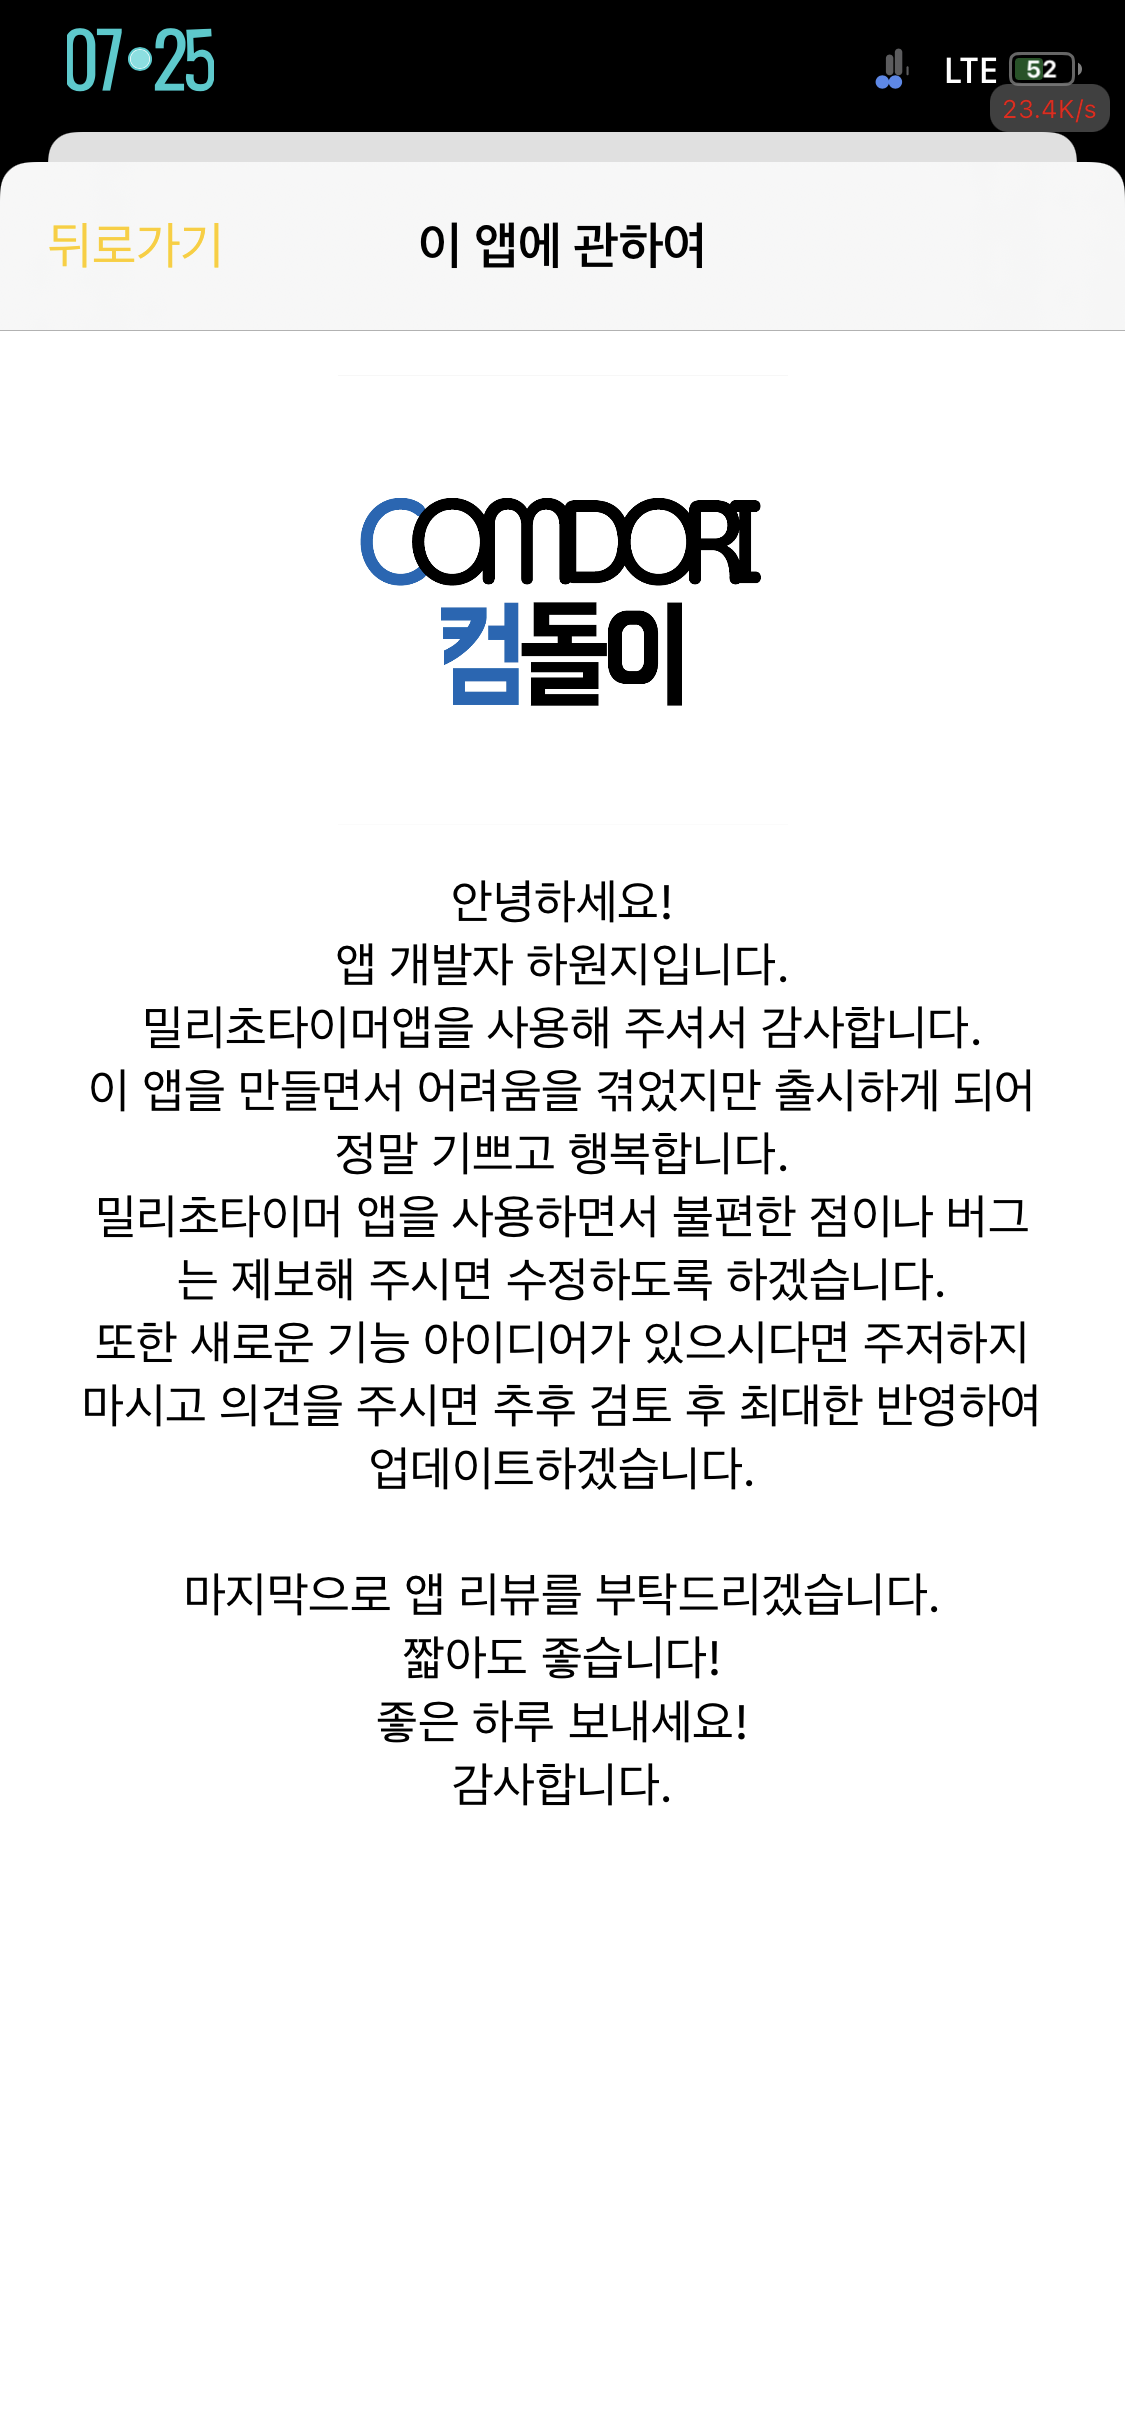 07•25
LTE 52
23.4K/s
뒤로가기 이 앱에 관하여
COMDORI
컴돌이
안녕하세요!
앱 개발자 하원지입니다.
밀리초타이머앱을 사용해 주셔서 감사합니다.
이 앱을 만들면서 어려움을 겪었지만 출시하게 되어
정말 기쁘고 행복합니다.
밀리초타이머 앱을 사용하면서 불편한 점이나 버그
는 제보해 주시면 수정하도록 하겠습니다.
또한 새로운 기능 아이디어가 있으시다면 주저하지
마시고 의견을 주시면 추후 검토 후 최대한 반영하여
업데이트하겠습니다.
마지막으로 앱 리뷰를 부탁드리겠습니다.
짧아도 좋습니다!
좋은 하루 보내세요!
감사합니다.